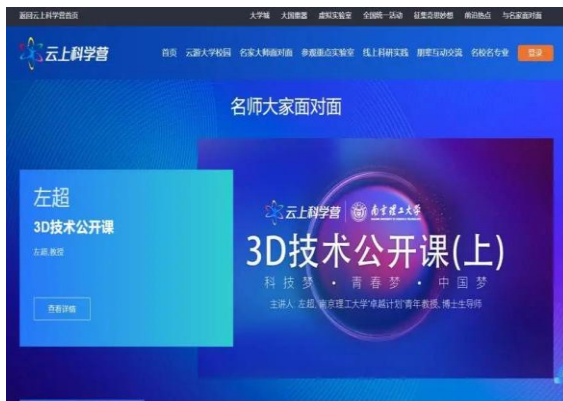 返回云上科学营首页
大学城 大国重器 虚拟实验室 全国统一活动 征集奇思妙想 前沿热点 与名家面对面
云上科学营
首页 云游大学校园 名家大师面对面 参观重点实验室 线上科研实践 朋辈互动交流 名校名专业 登录
名师大家面对面
左超
3D技术公开课
左超,教授
查看详情
云上科学营 南京理工大学
3D技术公开课(上)
科技梦 · 青春梦 · 中国梦
主讲人: 左超, 南京理工大学"卓越计划"青年教授、博士生导师